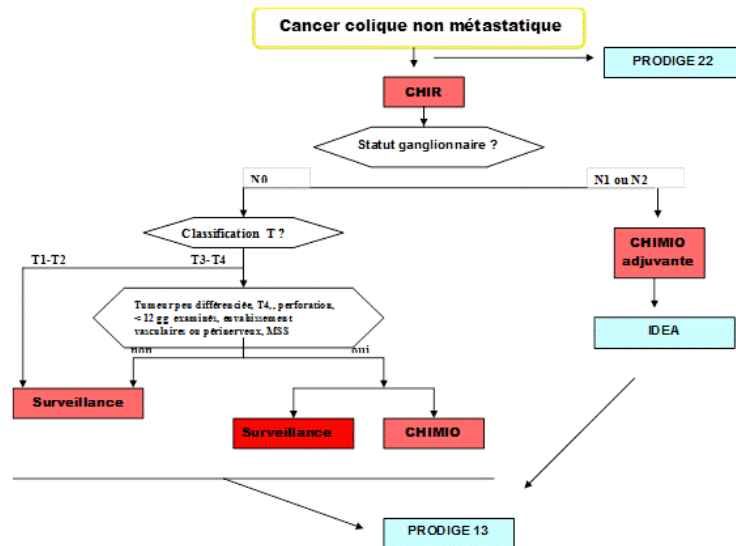 Cancer colique non métastatique
PRODIGE 22
CHIR
Statut ganglionnaire ?
N0
N1 ou N2
Classification T ?
CHIMIO
adjuvante
T1-T2
T3-T4
Tumeur peu différenciée, T4,, perforation,
< 12 gg examinés, envahissement
vasculaires ou périnerveux, MSS
IDEA
non
oui
Surveillance
Surveillance
CHIMIO
PRODIGE 13